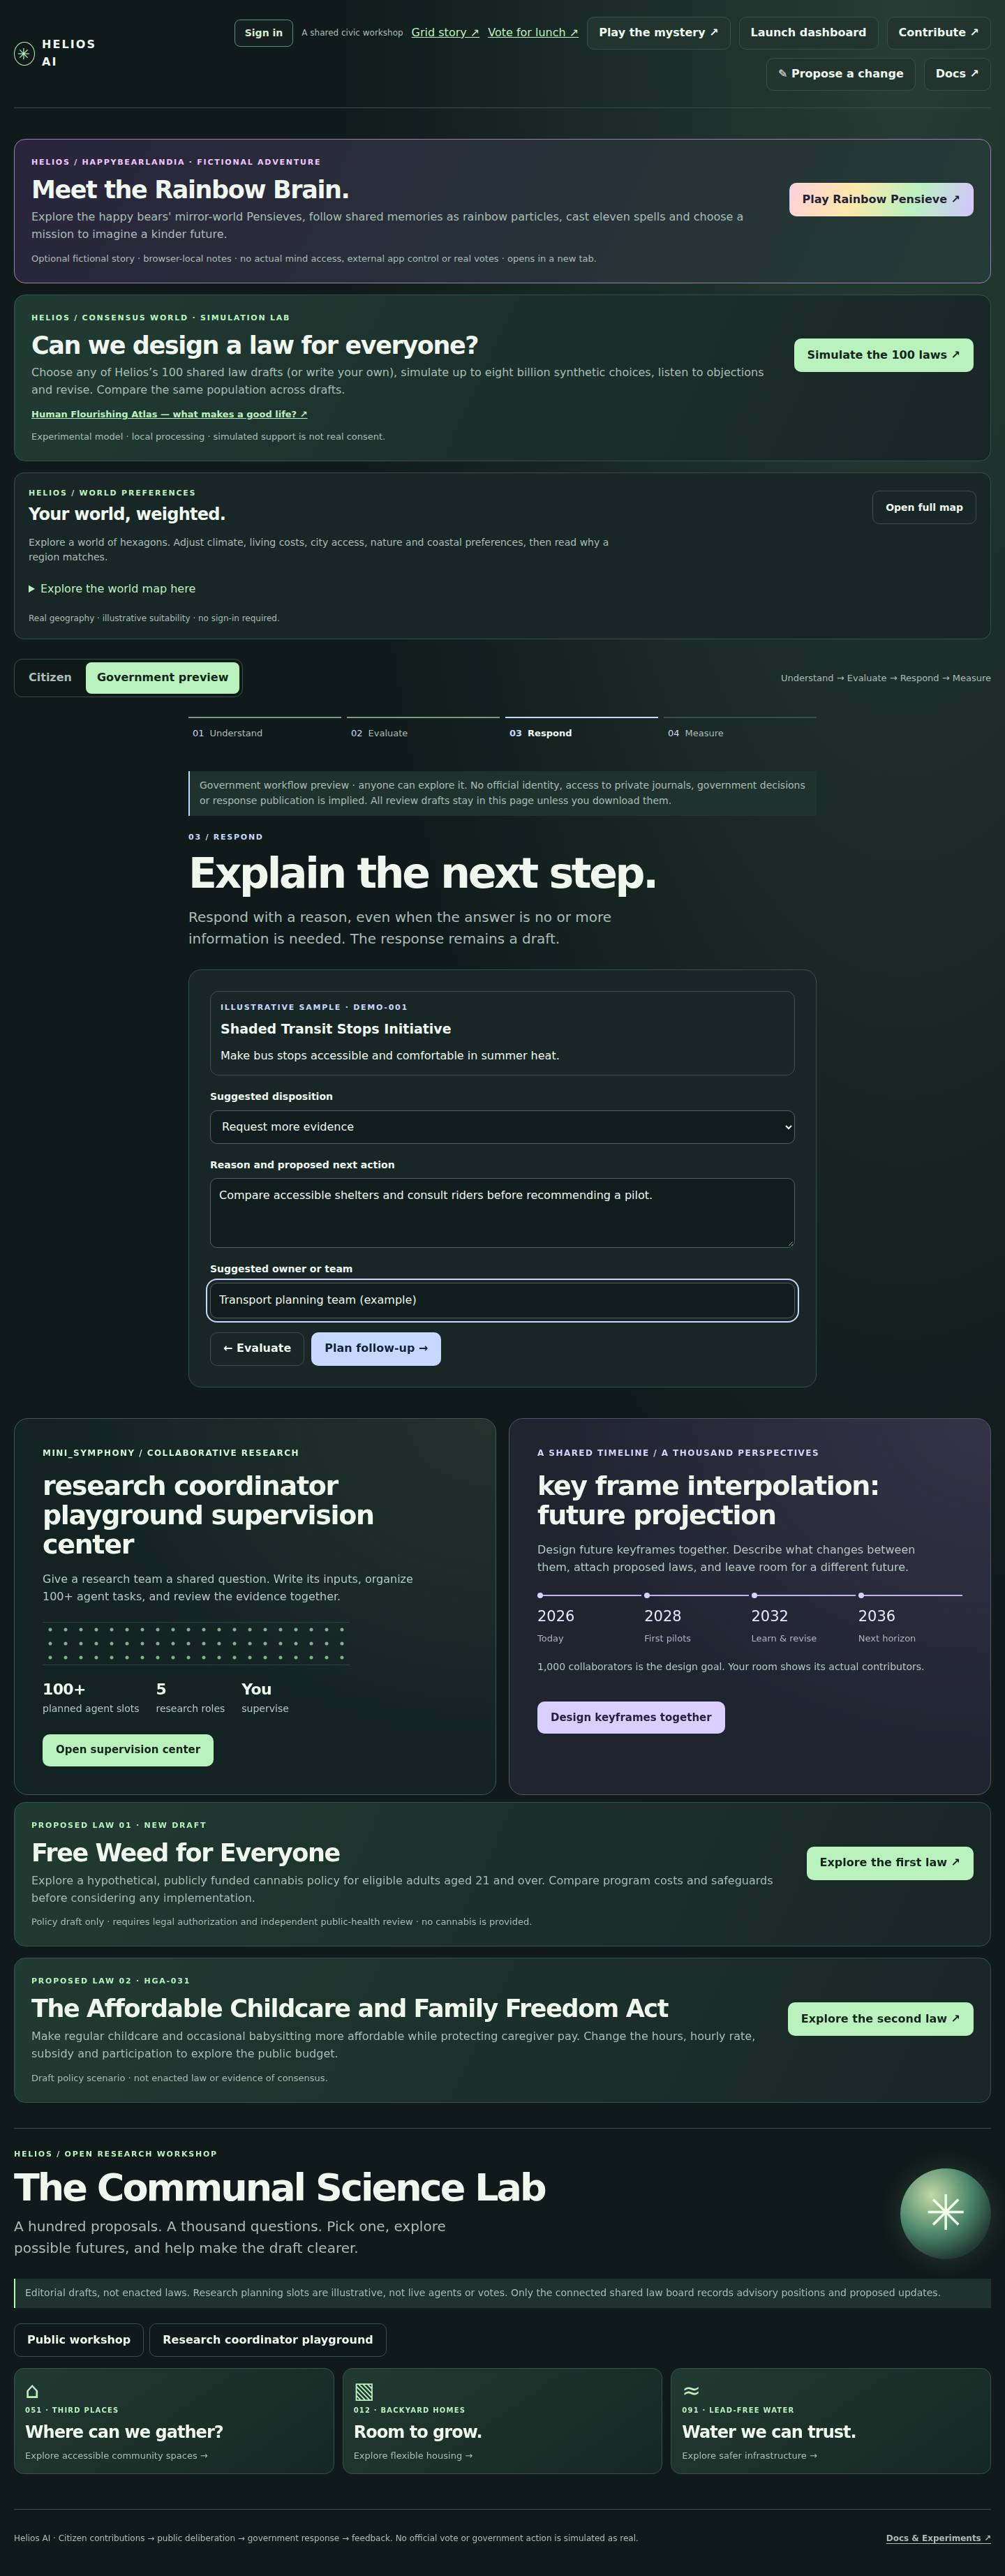 HELIOS
AI
Sign in
A shared civic workshop
Grid story ↗
Vote for lunch ↗
Play the mystery ↗
Launch dashboard
Contribute ↗
✎ Propose a change
Docs ↗
HELIOS / HAPPYBEARLANDIA · FICTIONAL ADVENTURE
Meet the Rainbow Brain.
Explore the happy bears' mirror-world Pensieves, follow shared memories as rainbow particles, cast eleven spells and choose a
mission to imagine a kinder future.
Optional fictional story · browser-local notes · no actual mind access, external app control or real votes · opens in a new tab.
Play Rainbow Pensieve ↗
HELIOS / CONSENSUS WORLD · SIMULATION LAB
Can we design a law for everyone?
Choose any of Helios’s 100 shared law drafts (or write your own), simulate up to eight billion synthetic choices, listen to objections
and revise. Compare the same population across drafts.
Human Flourishing Atlas — what makes a good life? ↗
Experimental model · local processing · simulated support is not real consent.
Simulate the 100 laws ↗
HELIOS / WORLD PREFERENCES
Your world, weighted.
Explore a world of hexagons. Adjust climate, living costs, city access, nature and coastal preferences, then read why a
region matches.
▶ Explore the world map here
Real geography · illustrative suitability · no sign-in required.
Open full map
Citizen
Government preview
Understand → Evaluate → Respond → Measure
01 Understand
02 Evaluate
03 Respond
04 Measure
Government workflow preview · anyone can explore it. No official identity, access to private journals, government decisions
or response publication is implied. All review drafts stay in this page unless you download them.
03 / RESPOND
Explain the next step.
Respond with a reason, even when the answer is no or more
information is needed. The response remains a draft.
ILLUSTRATIVE SAMPLE · DEMO-001
Shaded Transit Stops Initiative
Make bus stops accessible and comfortable in summer heat.
Suggested disposition
Request more evidence
Reason and proposed next action
Compare accessible shelters and consult riders before recommending a pilot.
Suggested owner or team
Transport planning team (example)
← Evaluate
Plan follow-up →
MINI_SYMPHONY / COLLABORATIVE RESEARCH
research coordinator
playground supervision
center
Give a research team a shared question. Write its inputs, organize
100+ agent tasks, and review the evidence together.
100+
planned agent slots
5
research roles
You
supervise
Open supervision center
A SHARED TIMELINE / A THOUSAND PERSPECTIVES
key frame interpolation:
future projection
Design future keyframes together. Describe what changes between
them, attach proposed laws, and leave room for a different future.
2026
Today
2028
First pilots
2032
Learn & revise
2036
Next horizon
1,000 collaborators is the design goal. Your room shows its actual contributors.
Design keyframes together
PROPOSED LAW 01 · NEW DRAFT
Free Weed for Everyone
Explore a hypothetical, publicly funded cannabis policy for eligible adults aged 21 and over. Compare program costs and safeguards
before considering any implementation.
Policy draft only · requires legal authorization and independent public-health review · no cannabis is provided.
Explore the first law ↗
PROPOSED LAW 02 · HGA-031
The Affordable Childcare and Family Freedom Act
Make regular childcare and occasional babysitting more affordable while protecting caregiver pay. Change the hours, hourly rate,
subsidy and participation to explore the public budget.
Draft policy scenario · not enacted law or evidence of consensus.
Explore the second law ↗
HELIOS / OPEN RESEARCH WORKSHOP
The Communal Science Lab
A hundred proposals. A thousand questions. Pick one, explore
possible futures, and help make the draft clearer.
Editorial drafts, not enacted laws. Research planning slots are illustrative, not live agents or votes. Only the connected shared law board records advisory positions and proposed updates.
Public workshop
Research coordinator playground
051 · THIRD PLACES
Where can we gather?
Explore accessible community spaces →
012 · BACKYARD HOMES
Room to grow.
Explore flexible housing →
091 · LEAD-FREE WATER
Water we can trust.
Explore safer infrastructure →
Helios AI · Citizen contributions → public deliberation → government response → feedback. No official vote or government action is simulated as real.
Docs & Experiments ↗